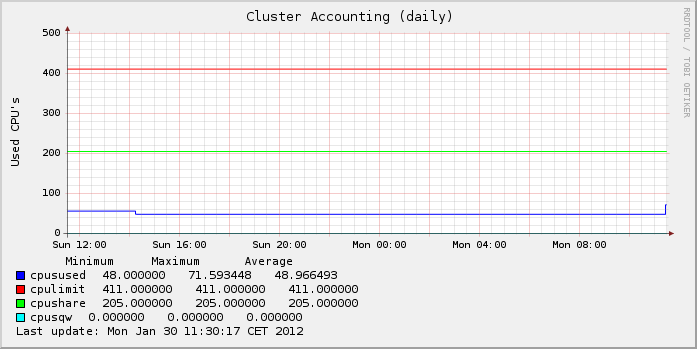 Cluster Accounting (daily)
RRDTOOL / TOBI OETIKER
Used CPU's
500
400
300
200
100
0
Sun 12:00 Sun 16:00 Sun 20:00 Mon 00:00 Mon 04:00 Mon 08:00
Minimum Maximum Average
cpusused 48.000000 71.593448 48.966493
cpulimit 411.000000 411.000000 411.000000
cpushare 205.000000 205.000000 205.000000
cpusqw 0.000000 0.000000 0.000000
Last update: Mon Jan 30 11:30:17 CET 2012